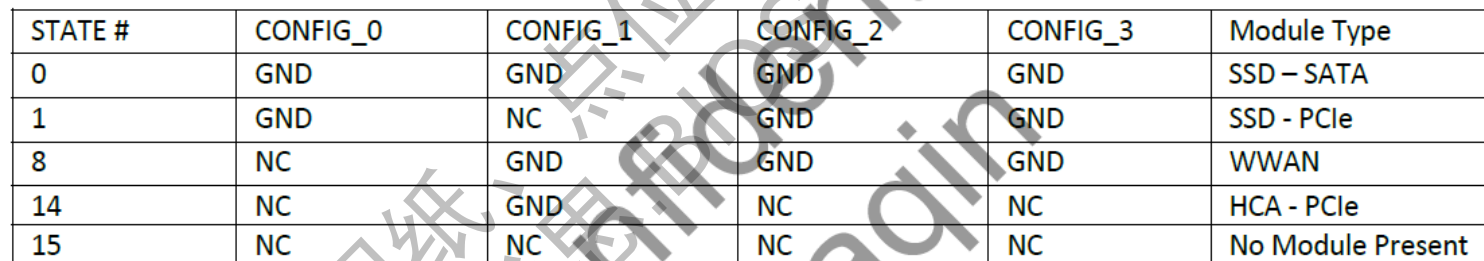 STATE # CONFIG_0 CONFIG_1 CONFIG_2 CONFIG_3 Module Type
0 GND GND GND GND SSD – SATA
1 GND NC GND GND SSD - PCIe
8 NC GND GND GND WWAN
14 NC GND NC NC HCA - PCIe
15 NC NC NC NC No Module Present